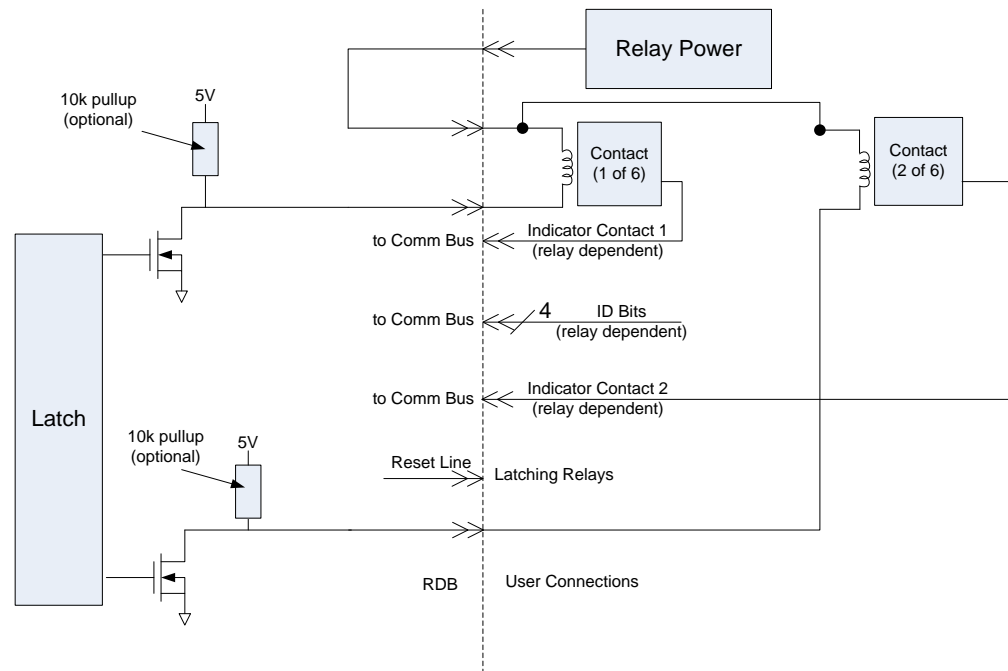 Relay Power
10k pullup
(optional)
5V
Contact
(1 of 6)
Contact
(2 of 6)
to Comm Bus
Indicator Contact 1
(relay dependent)
to Comm Bus
4
ID Bits
(relay dependent)
to Comm Bus
Indicator Contact 2
(relay dependent)
Latch
10k pullup
(optional)
5V
Reset Line
Latching Relays
RDB
User Connections